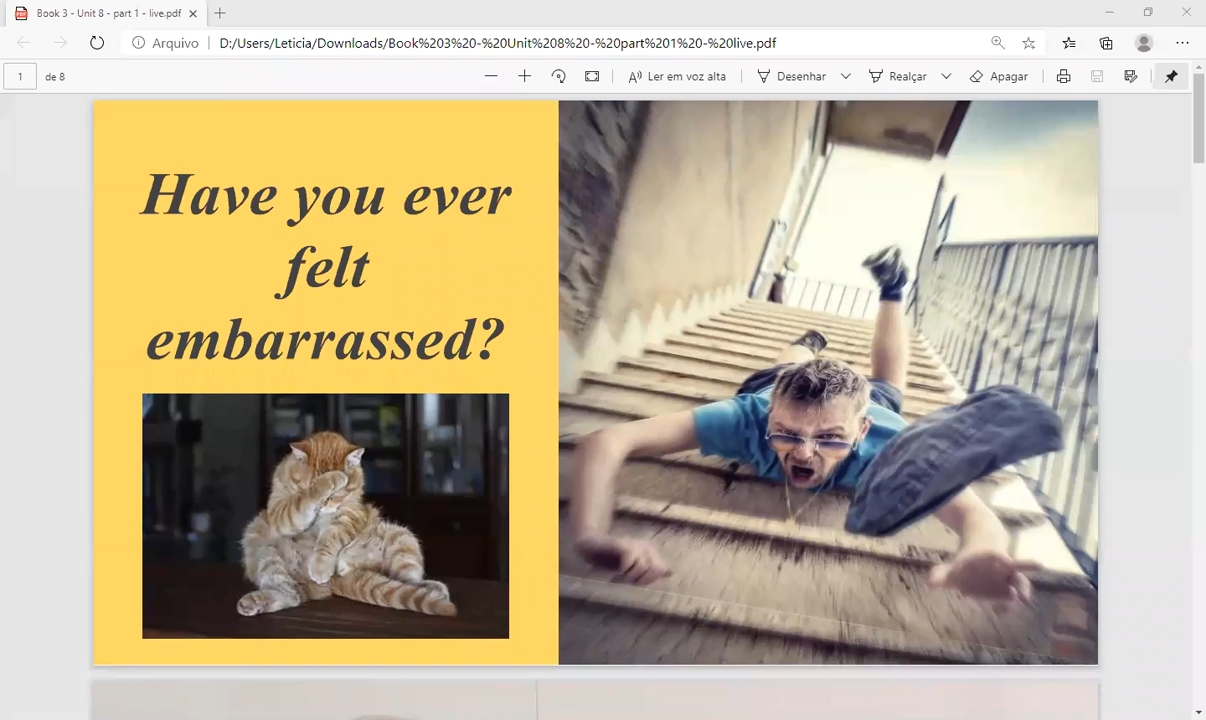 Book 3 - Unit 8 - part 1 - live.pdf
Arquivo D:/Users/Leticia/Downloads/Book%203%20-%20Unit%208%20-%20part%201%20-%20live.pdf
1 de 8 Ler em voz alta Desenhar Realçar Apagar
Have you ever
felt
embarrassed?